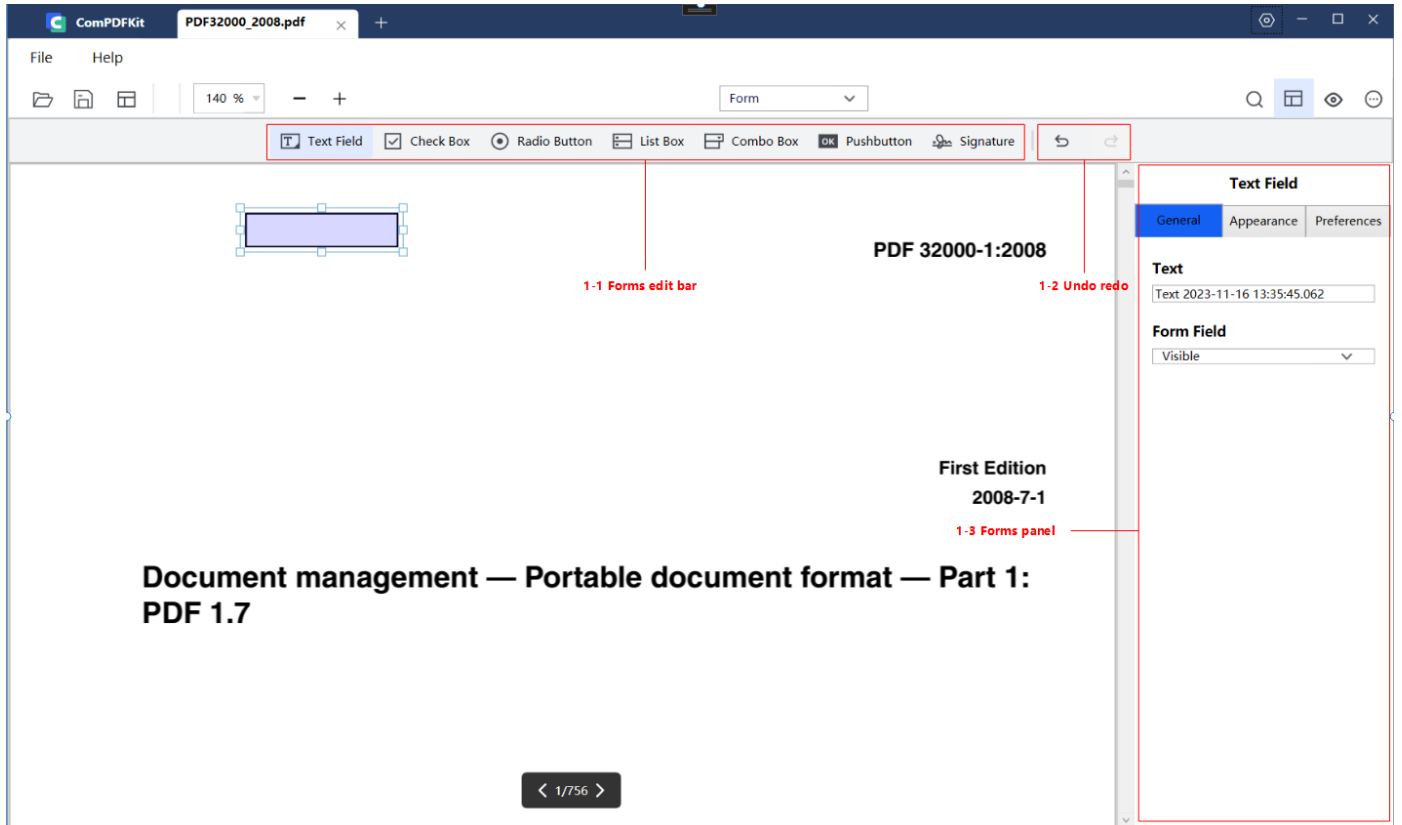 ComPDFKit PDF32000_2008.pdf
File Help
140 % Form
Text Field Check Box Radio Button List Box Combo Box OK Pushbutton Signature
Text Field
General Appearance Preferences
PDF 32000-1:2008
1-1 Forms edit bar
1-2 Undo redo
Text
Text 2023-11-16 13:35:45.062
Form Field
Visible
First Edition
2008-7-1
1-3 Forms panel
Document management — Portable document format — Part 1:
PDF 1.7
1/756